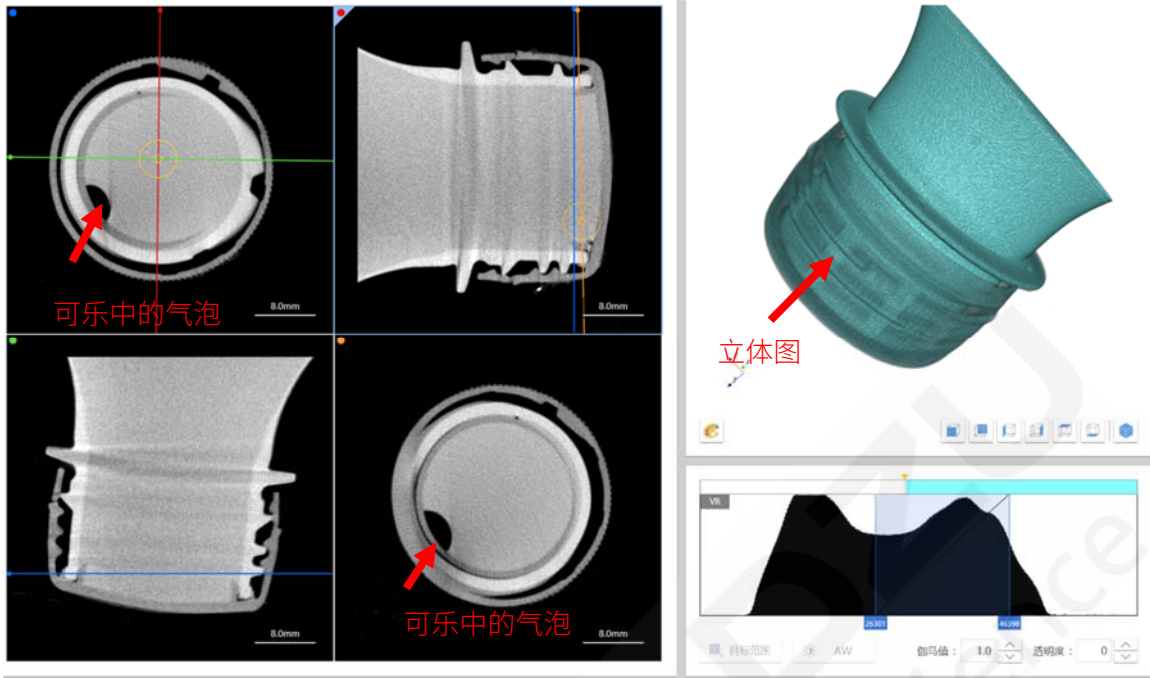 可乐中的气泡
8.0mm
8.0mm
立体图
8.0mm
可乐中的气泡
8.0mm
VR
26301
46398
目标范围
AW
伽马值： 1.0
透明度： 0
DZU
science